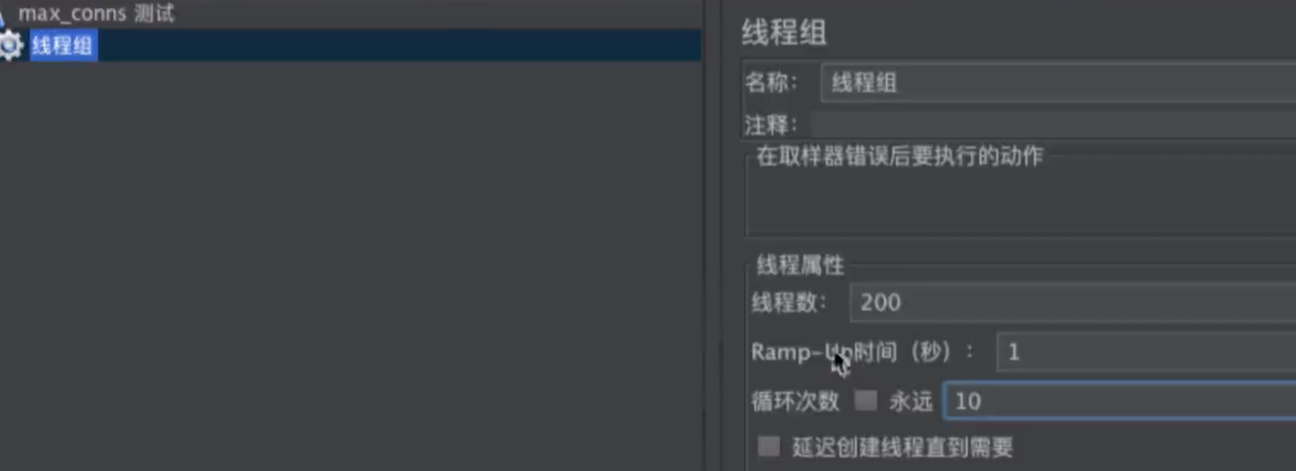 max_conns 测试
线程组
线程组
名称： 线程组
注释：
在取样器错误后要执行的动作
线程属性
线程数： 200
Ramp-Up时间（秒）： 1
循环次数 永远 10
延迟创建线程直到需要